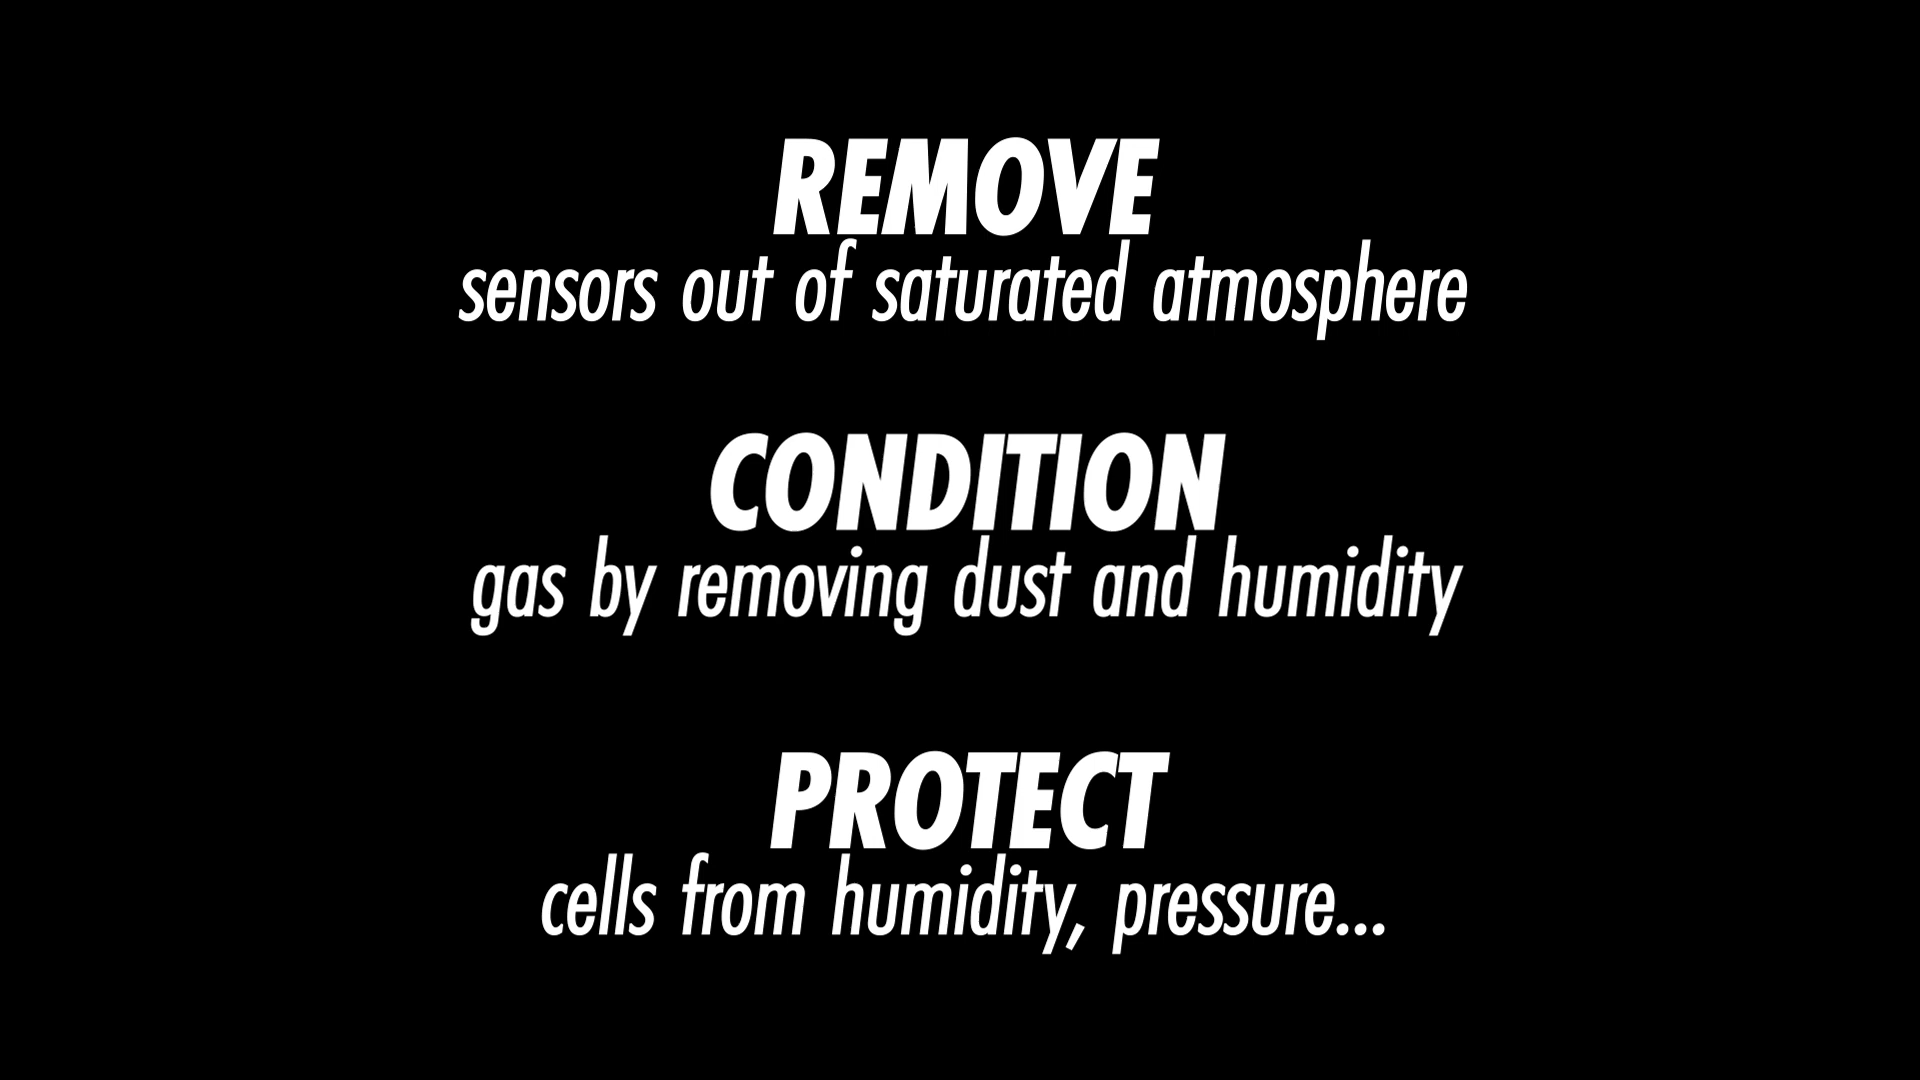 REMOVE
sensors out of saturated atmosphere
CONDITION
gas by removing dust and humidity
PROTECT
cells from humidity, pressure...